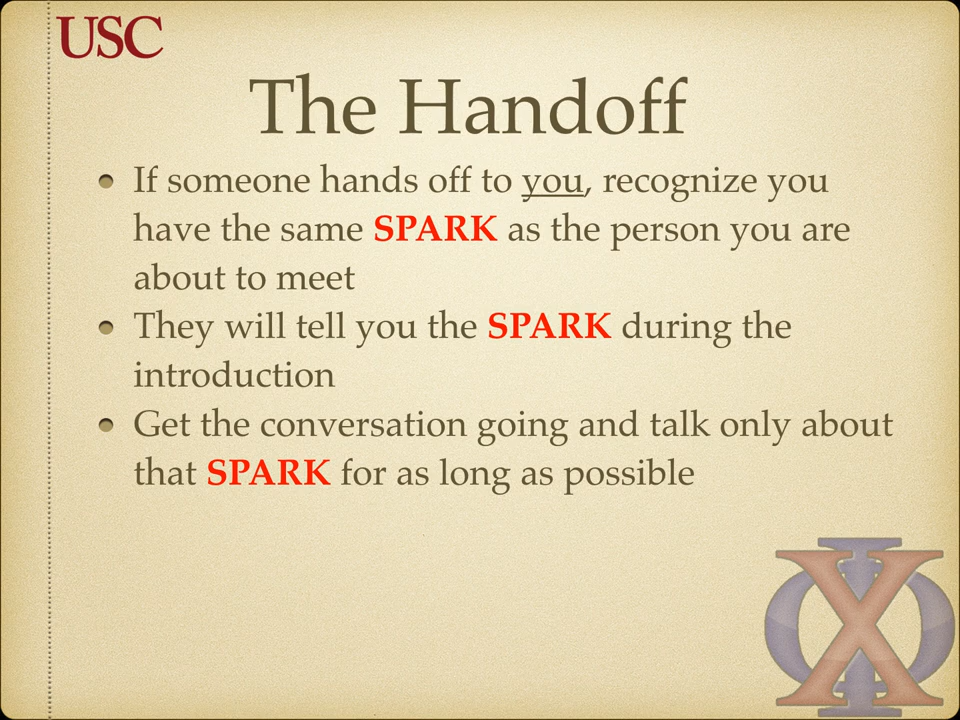 USC
The Handoff
If someone hands off to you, recognize you
have the same SPARK as the person you are
about to meet
They will tell you the SPARK during the
introduction
Get the conversation going and talk only about
that SPARK for as long as possible
ΦX